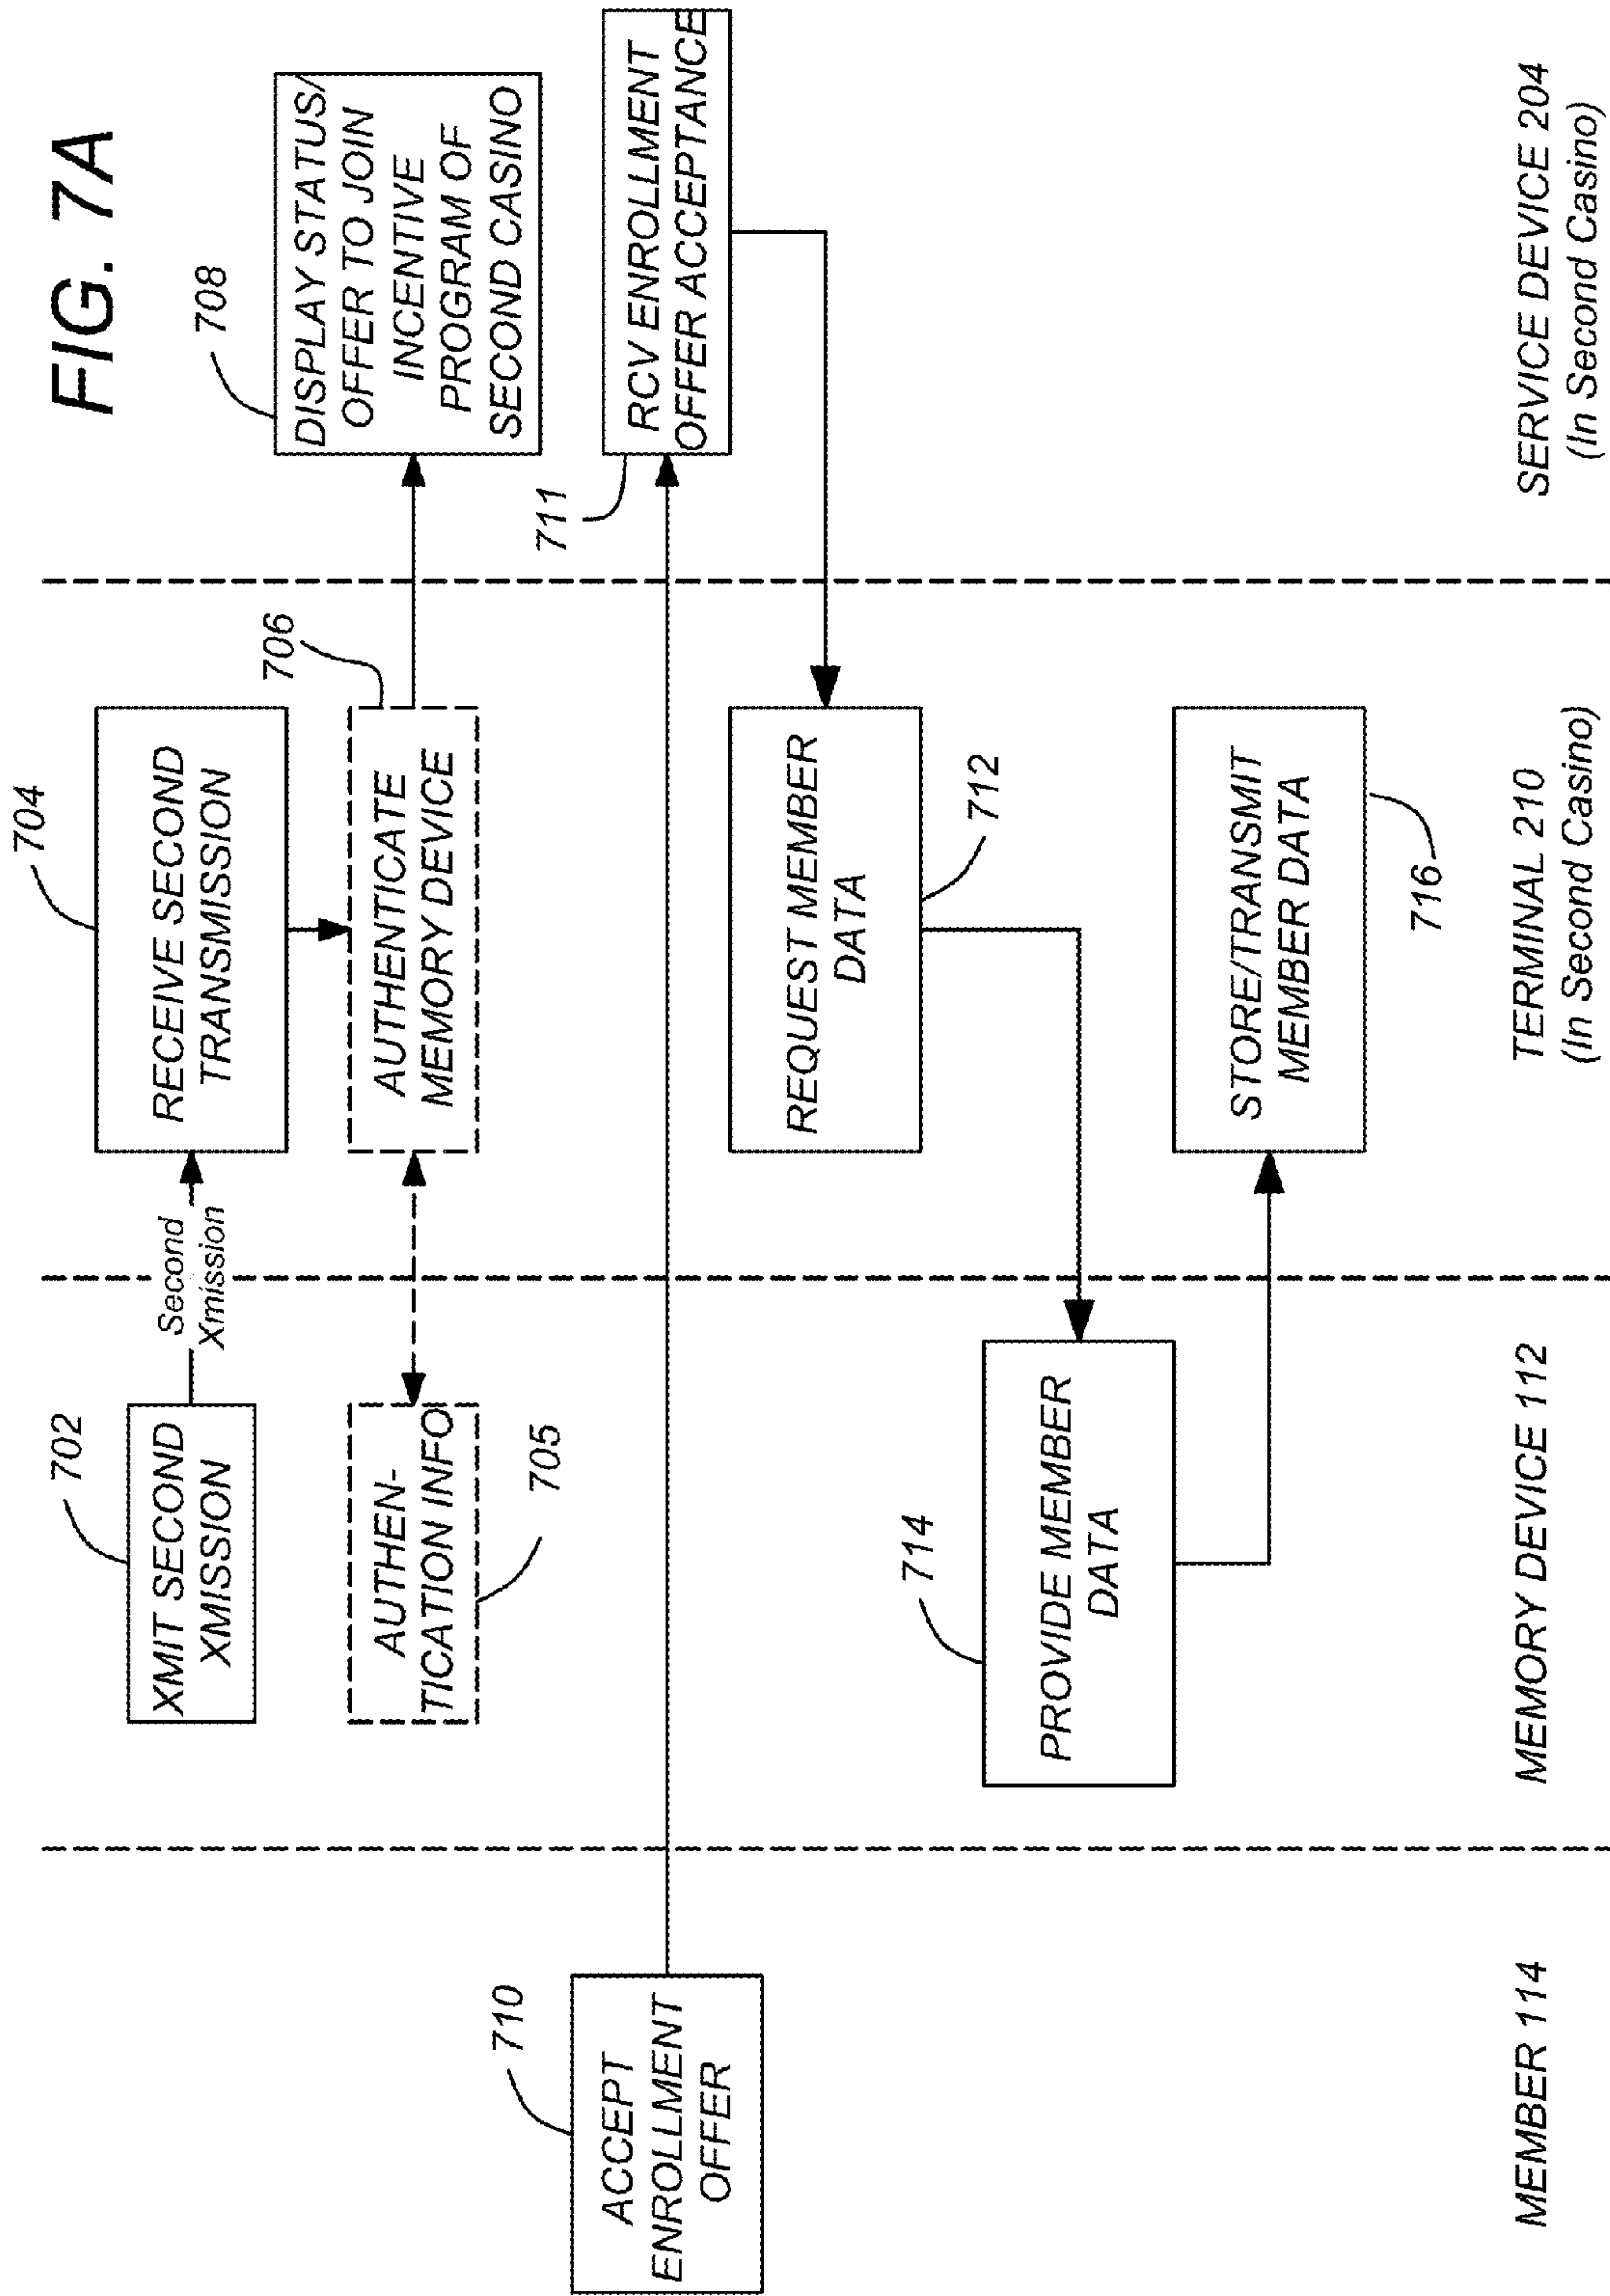 FIG. 7A
702
XMIT SECOND
XMISSION
Second
Xmission
704
RECEIVE SECOND
TRANSMISSION
AUTHEN-
TICATION INFO
705
706
AUTHENTICATE
MEMORY DEVICE
708
DISPLAY STATUS/
OFFER TO JOIN
INCENTIVE
PROGRAM OF
SECOND CASINO
710
ACCEPT
ENROLLMENT
OFFER
711
RCV ENROLLMENT
OFFER ACCEPTANCE
REQUEST MEMBER
DATA
712
714
PROVIDE MEMBER
DATA
STORE/TRANSMIT
MEMBER DATA
716
MEMBER 114
MEMORY DEVICE 112
TERMINAL 210
(In Second Casino)
SERVICE DEVICE 204
(In Second Casino)